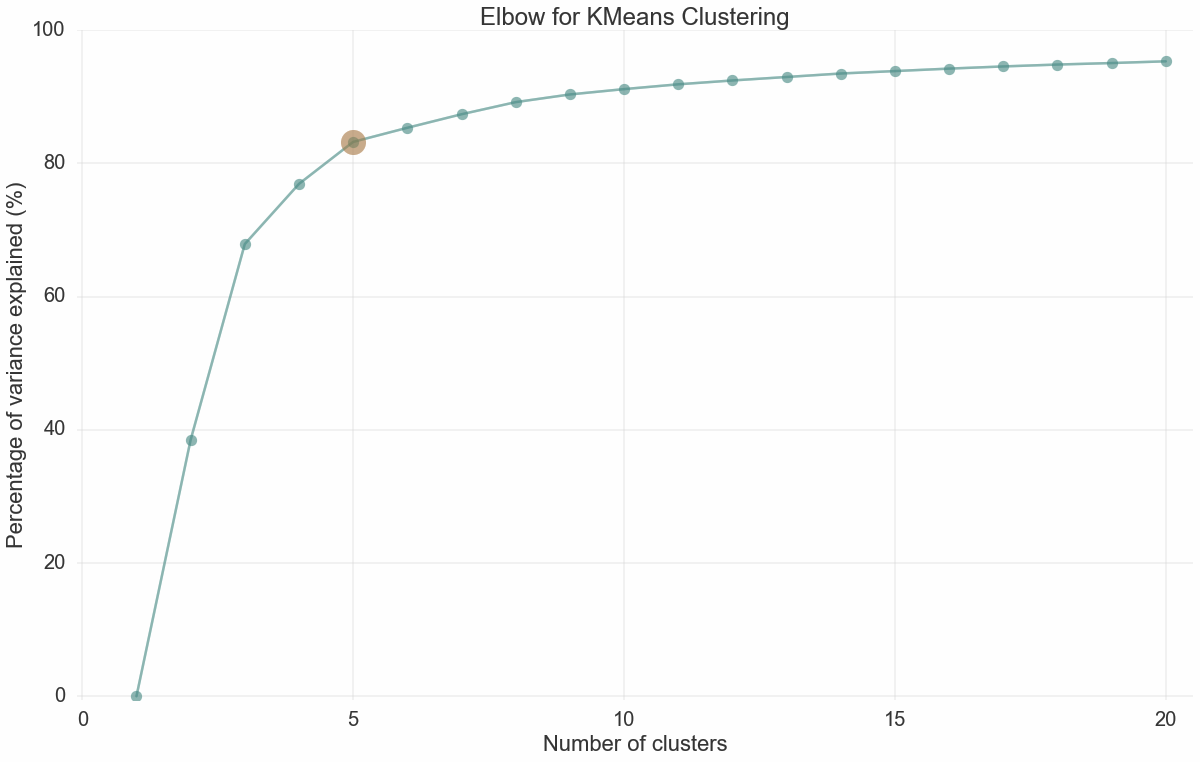 Elbow for KMeans Clustering
Percentage of variance explained (%)
100
80
60
40
20
0
0 5 10 15 20
Number of clusters